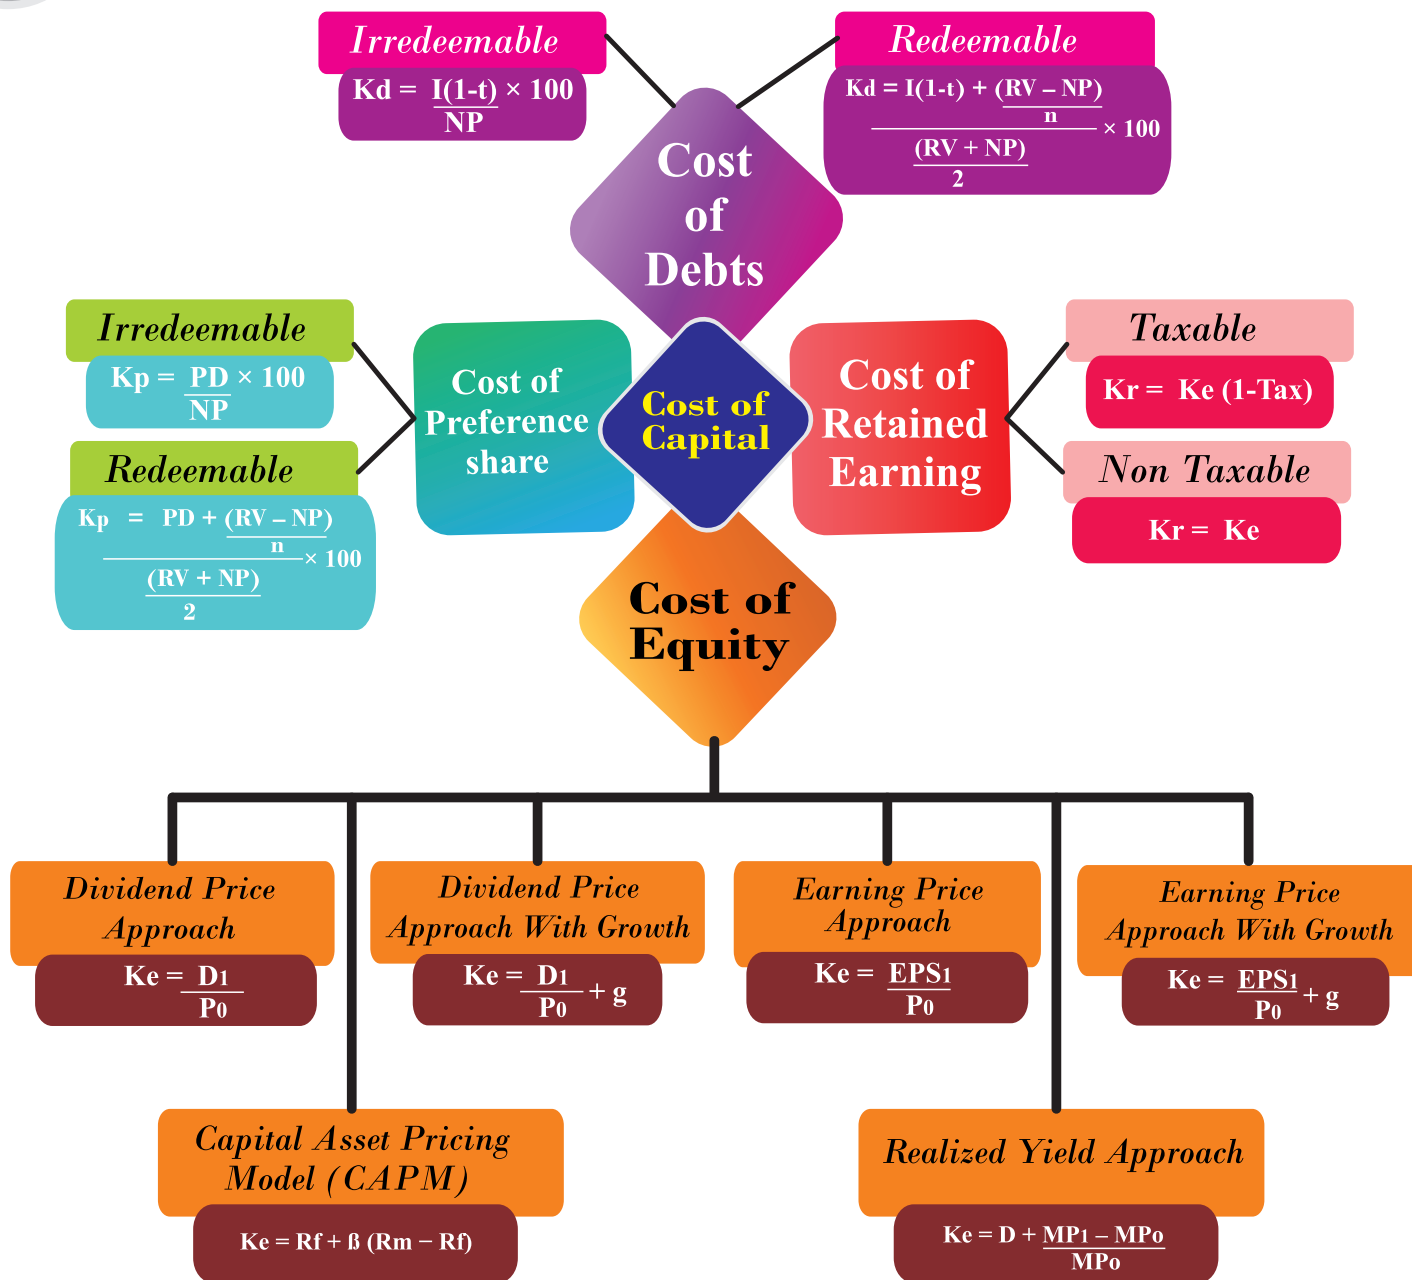 Irredeemable
Kd = I(1-t) × 100
NP
Redeemable
Kd = I(1-t) + (RV – NP)
n
× 100
(RV + NP)
2
Cost
of
Debts
Irredeemable
Kp = PD × 100
NP
Redeemable
Kp = PD + (RV – NP)
n
× 100
(RV + NP)
2
Cost of
Preference
share
Cost of
Capital
Cost of
Retained
Earning
Taxable
Kr = Ke (1-Tax)
Non Taxable
Kr = Ke
Cost of
Equity
Dividend Price
Approach
Ke = D1
P0
Dividend Price
Approach With Growth
Ke = D1
P0 + g
Earning Price
Approach
Ke = EPS1
P0
Earning Price
Approach With Growth
Ke = EPS1
P0 + g
Capital Asset Pricing
Model (CAPM)
Ke = Rf + ß (Rm – Rf)
Realized Yield Approach
Ke = D + MP1 – MPo
MPo